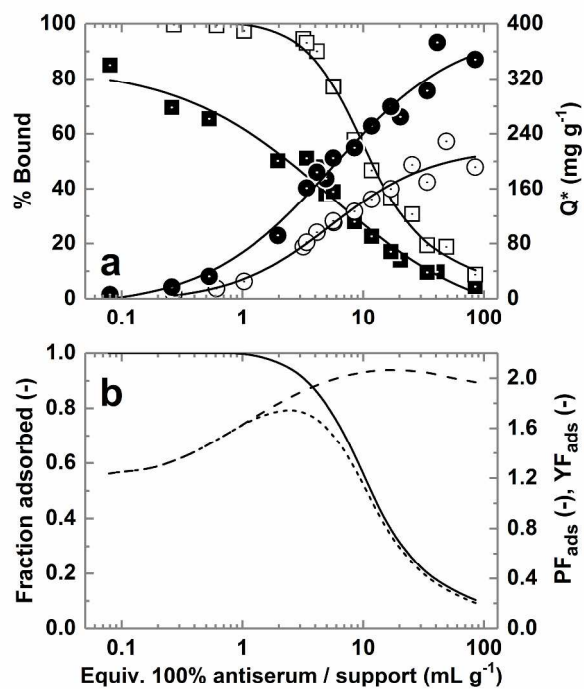 100
80
60
40
20
0
% Bound
400
320
240
160
80
0
Q* (mg g⁻¹)
a
0.1 1 10 100
1.0
0.8
0.6
0.4
0.2
0.0
Fraction adsorbed (-)
2.0
1.6
1.2
0.8
0.4
0.0
PFads (-), YFads (-)
b
0.1 1 10 100
Equiv. 100% antiserum / support (mL g⁻¹)